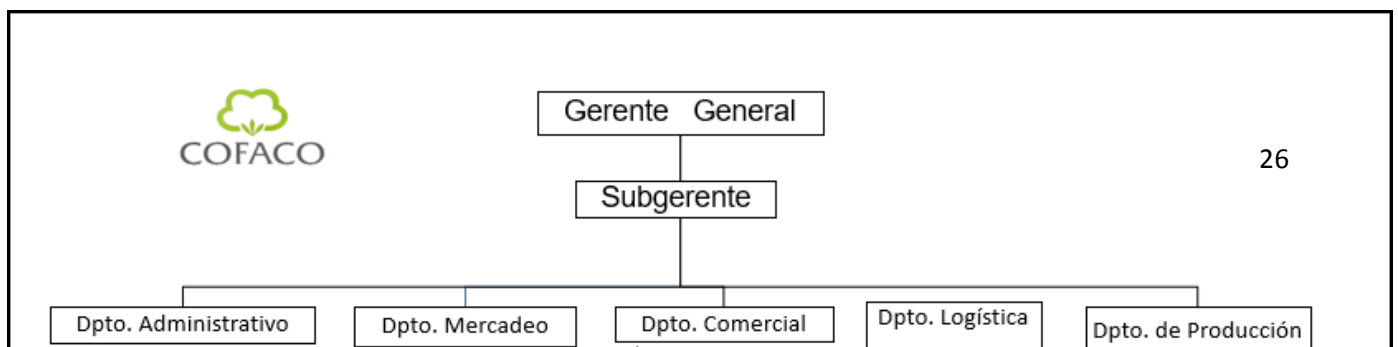 Gerente General
COFACO
26
Subgerente
Dpto. Administrativo
Dpto. Mercadeo
Dpto. Comercial
Dpto. Logística
Dpto. de Producción